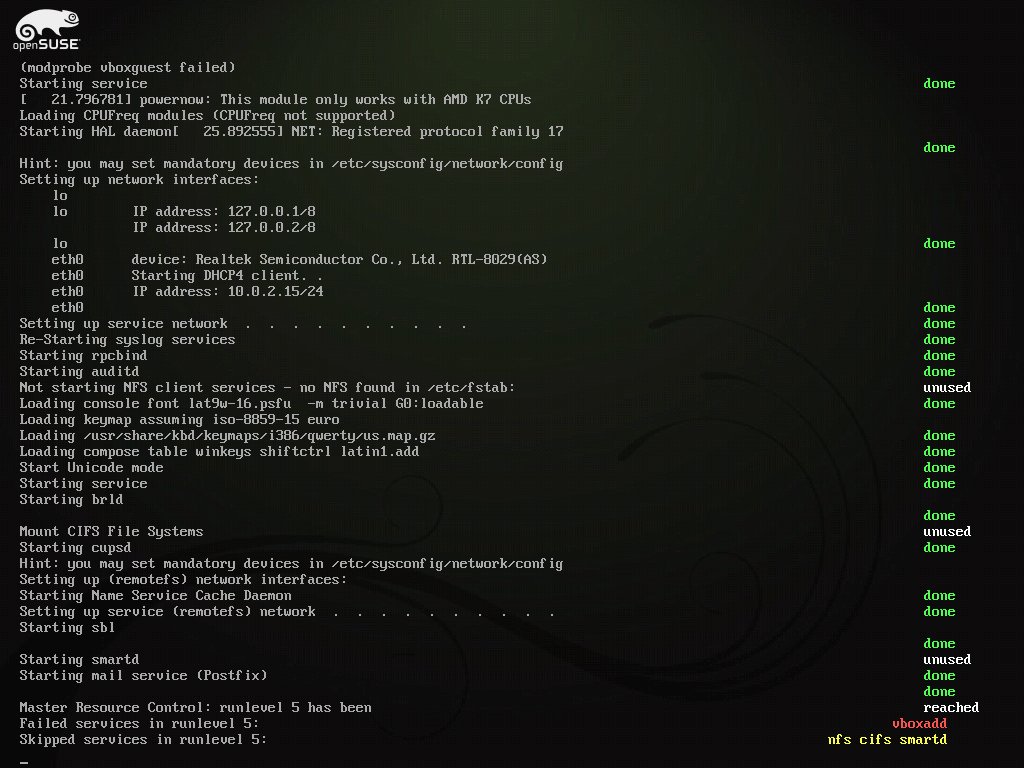 openSUSE
(modprobe vboxguest failed)
Starting service done
[   21.796781] powernow: This module only works with AMD K7 CPUs
Loading CPUFreq modules (CPUFreq not supported)
Starting HAL daemon[   25.892555] NET: Registered protocol family 17
done
Hint: you may set mandatory devices in /etc/sysconfig/network/config
Setting up network interfaces:
lo
lo IP address: 127.0.0.1/8
IP address: 127.0.0.2/8
lo done
eth0 device: Realtek Semiconductor Co., Ltd. RTL-8029(AS)
eth0 Starting DHCP4 client. .
eth0 IP address: 10.0.2.15/24
eth0 done
Setting up service network . . . . . . . . . . done
Re-Starting syslog services done
Starting rpcbind done
Starting auditd done
Not starting NFS client services - no NFS found in /etc/fstab: unused
Loading console font lat9w-16.psfu  -m trivial G0:loadable done
Loading keymap assuming iso-8859-15 euro
Loading /usr/share/kbd/keymaps/i386/qwerty/us.map.gz done
Loading compose table winkeys shiftctrl latin1.add done
Start Unicode mode done
Starting service done
Starting brld
done
Mount CIFS File Systems unused
Starting cupsd done
Hint: you may set mandatory devices in /etc/sysconfig/network/config
Setting up (remotefs) network interfaces:
Starting Name Service Cache Daemon done
Setting up service (remotefs) network . . . . . . . . . . done
Starting sbl
done
Starting smartd unused
Starting mail service (Postfix) done
done
Master Resource Control: runlevel 5 has been reached
Failed services in runlevel 5: vboxadd
Skipped services in runlevel 5: nfs cifs smartd
_